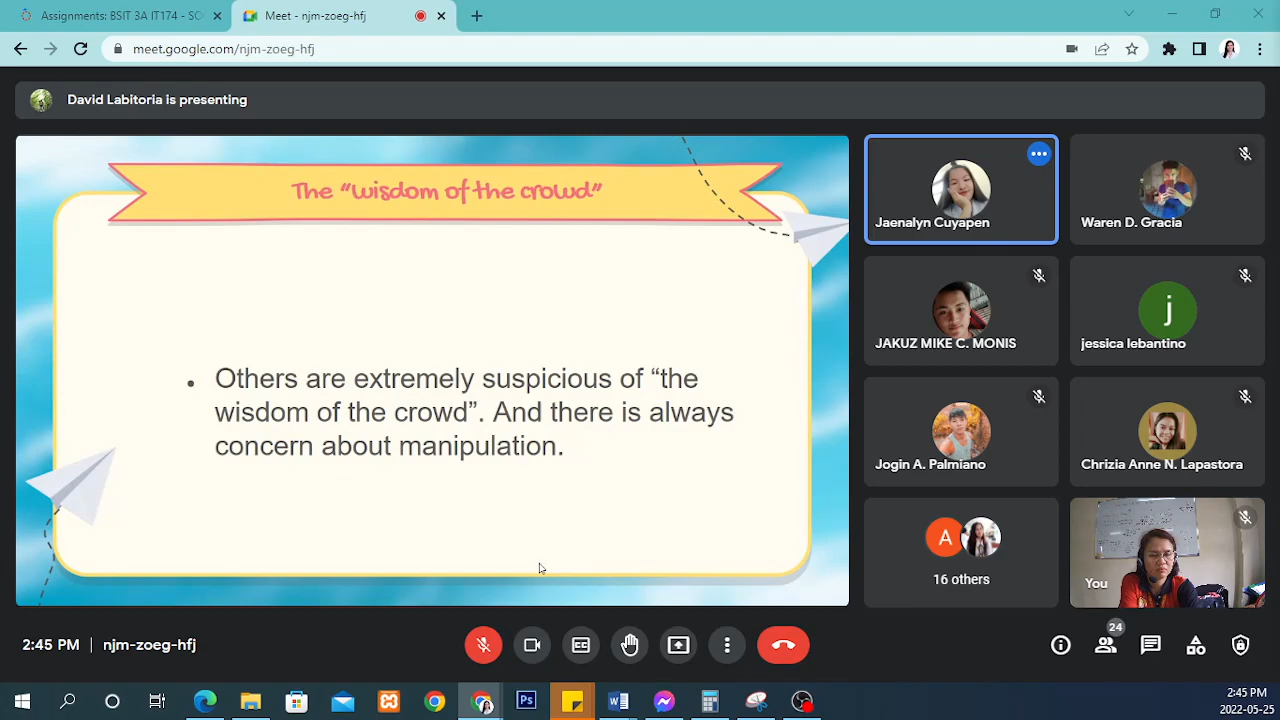 Assignments: BSIT 3A IT174 - SO
Meet - njm-zoeg-hfj
meet.google.com/njm-zoeg-hfj
David Labitoria is presenting
The “wisdom of the crowd”
• Others are extremely suspicious of “the
wisdom of the crowd”. And there is always
concern about manipulation.
Jaenalyn Cuyapen
Waren D. Gracia
JAKUZ MIKE C. MONIS
j
jessica lebantino
Jogin A. Palmiano
Chrizia Anne N. Lapastora
A
16 others
You
2:45 PM | njm-zoeg-hfj
24
Ps
2:45 PM
2022-05-25